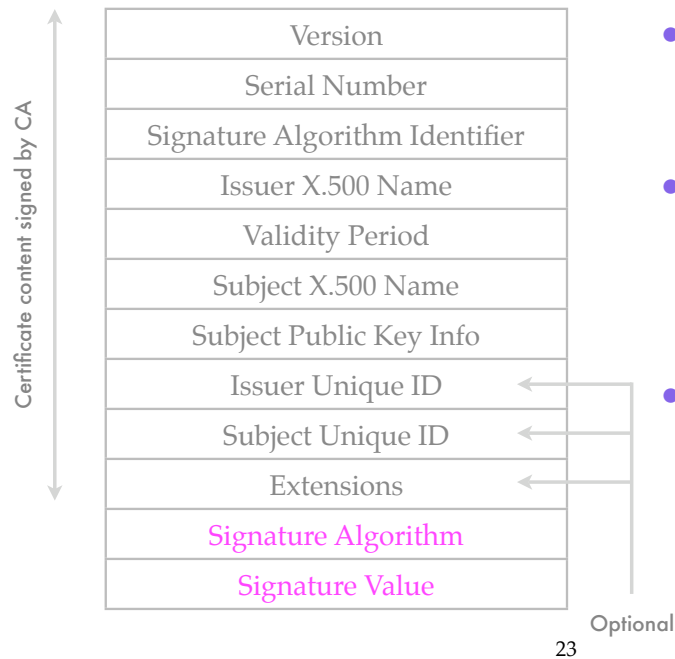 Version
Serial Number
Signature Algorithm Identifier
Issuer X.500 Name
Validity Period
Subject X.500 Name
Subject Public Key Info
Issuer Unique ID
Subject Unique ID
Extensions
Signature Algorithm
Signature Value
Certificate content signed by CA
Optional
23